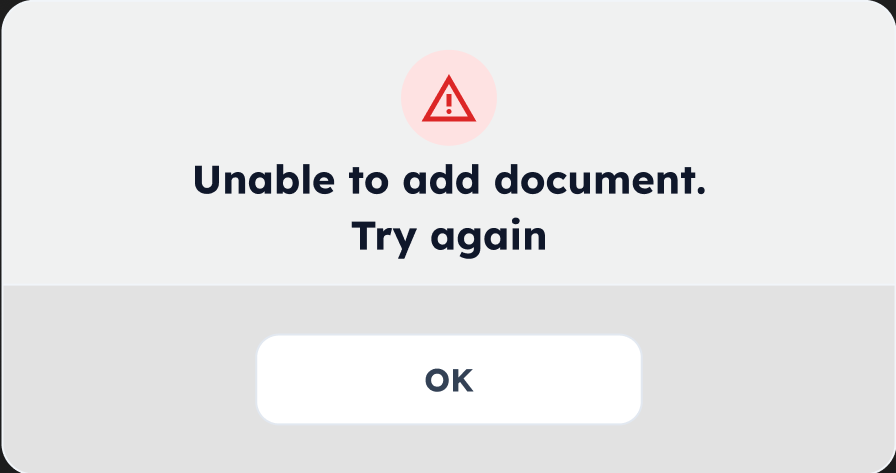 Unable to add document.
Try again
OK